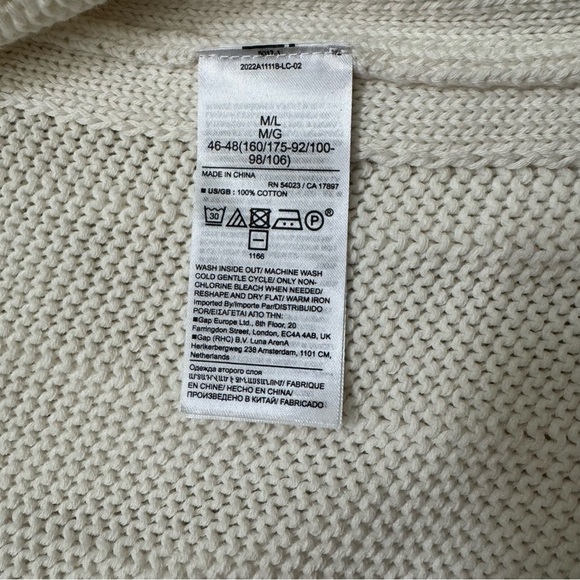 2022A11118-LC-02
M/L
M/G
46-48(160/175-92/100-
98/106)
MADE IN CHINA
RN 54023 / CA 17897
■ US/GB : 100% COTTON
30 P ®
1166
WASH INSIDE OUT/ MACHINE WASH
COLD GENTLE CYCLE/ ONLY NON-
CHLORINE BLEACH WHEN NEEDED/
RESHAPE AND DRY FLAT/ WARM IRON
Imported By/Importe Par/DISTRIBUIDO
POR/ΕΙΣΑΓΕΤΑΙ ΑΠΟ ΤΗΝ:
■Gap Europe Ltd., 6th Floor, 20
Farringdon Street, London, EC4A 4AB, UK
■Gap (RHC) B.V. Luna ArenA
Herikerbergweg 238 Amsterdam, 1101 CM,
Netherlands
Одежда второго слоя
ԱՐՏԱԴՐՎԱԾ Է ՉԻՆԱՍՏԱՆՈՒՄ/ FABRIQUE
EN CHINE/ HECHO EN CHINA/
ПРОИЗВЕДЕНО В КИТАЙ/ FABRICADO